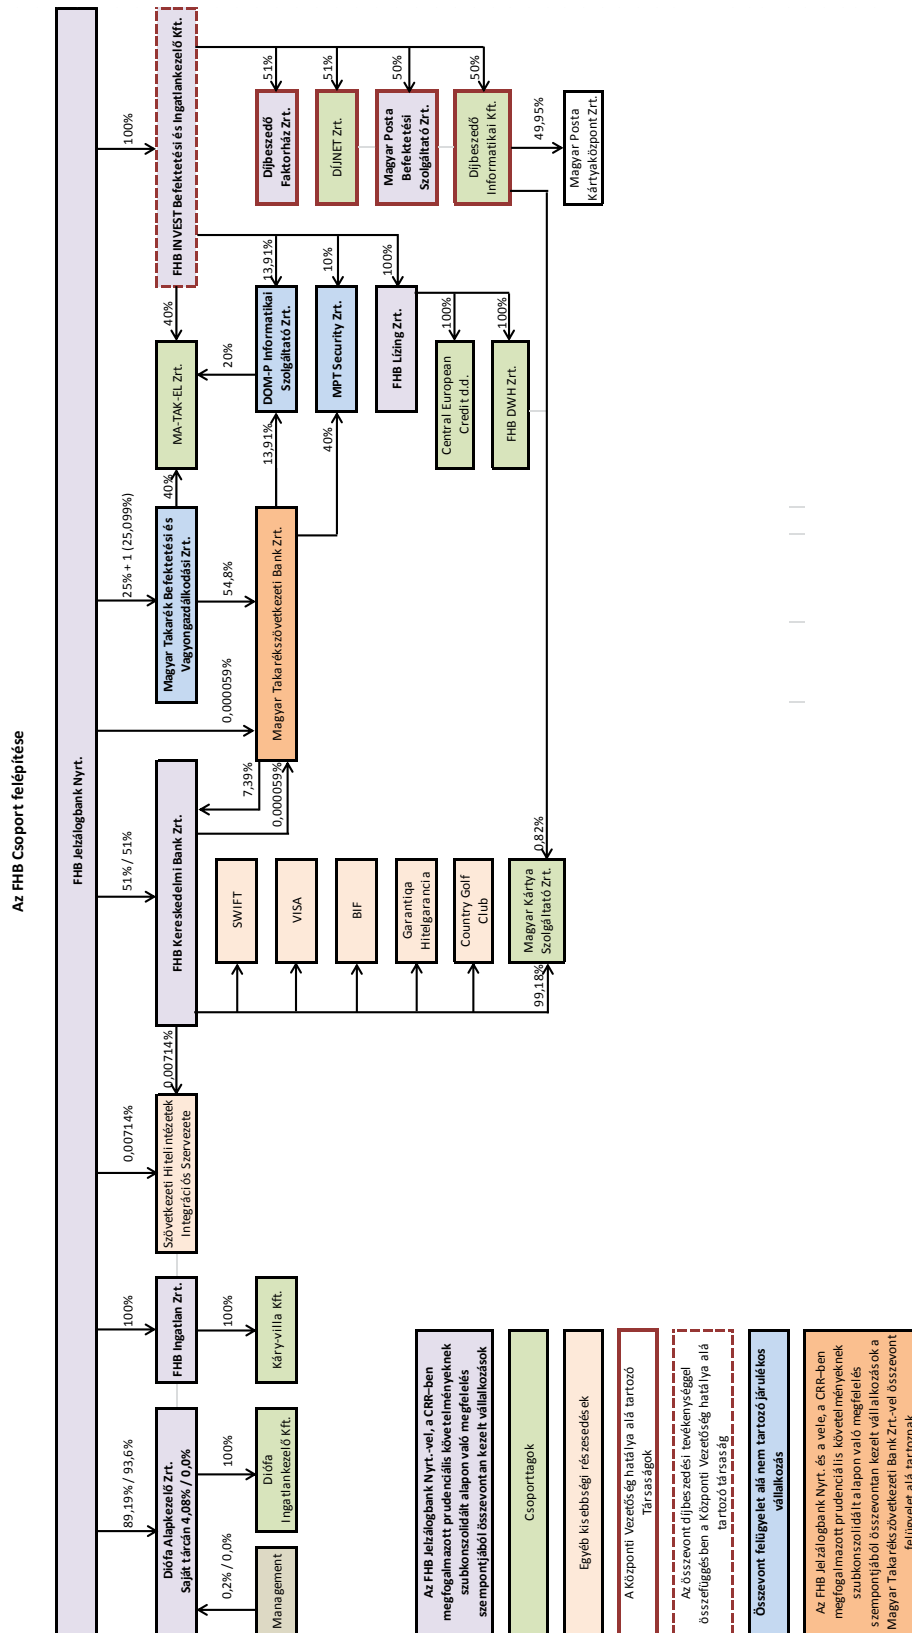 Az FHB Csoport felépítése
FHB Jelzálogbank Nyrt.
89,19% / 93,6%
100%
0,00714%
51% / 51%
0,000059%
25% + 1 (25,099%)
100%
Diófa Alapkezelő Zrt.
Saját tárcán 4,08% / 0,0%
FHB Ingatlan Zrt.
Szövetkezeti Hitelintézetek
Integrációs Szervezete
0,00714%
FHB Kereskedelmi Bank Zrt.
Magyar Takarék Befektetési és
Vagyongazdálkodási Zrt.
40%
MA-TAK-EL Zrt.
40%
FHB INVEST Befektetési és Ingatlankezelő Kft.
0,2% / 0,0%
100%
100%
7,39%
0,000059%
54,8%
20%
Management
Diófa
Ingatlankezelő Kft.
Káry-villa Kft.
Magyar Takarékszövetkezeti Bank Zrt.
13,91%
DOM-P Informatikai
Szolgáltató Zrt.
13,91%
Díjbeszedő
Faktorház Zrt.
51%
SWIFT
VISA
BIF
Garantiqa
Hitelgarancia
Country Golf
Club
99,18%
Magyar Kártya
Szolgáltató Zrt.
0,82%
40%
MPT Security Zrt.
10%
DÍJNET Zrt.
51%
FHB Lízing Zrt.
100%
Magyar Posta
Befektetési
Szolgáltató Zrt.
50%
Central European
Credit d.d.
100%
Díjbeszedő
Informatikai Kft.
50%
FHB DWH Zrt.
100%
49,95%
Magyar Posta
Kártyaközpont Zrt.
Az FHB Jelzálogbank Nyrt.-vel, a CRR–ben
megfogalmazott prudenciális követelményeknek
szubkonszolidált alapon való megfelelés
szempontjából összevontan kezelt vállalkozások
Csoporttagok
Egyéb kisebbségi részesedések
A Központi Vezetőség hatálya alá tartozó
Társaságok
Az összevont díjbeszedési tevékenységgel
összefüggésben a Központi Vezetőség hatálya alá
tartozó társaság
Összevont felügyelet alá nem tartozó járulékos
vállalkozás
Az FHB Jelzálogbank Nyrt. és a vele, a CRR–ben
megfogalmazott prudenciális követelményeknek
szubkonszolidált alapon való megfelelés
szempontjából összevontan kezelt vállalkozások a
Magyar Takarékszövetkezeti Bank Zrt.-vel összevont
felügyelet alá tartoznak